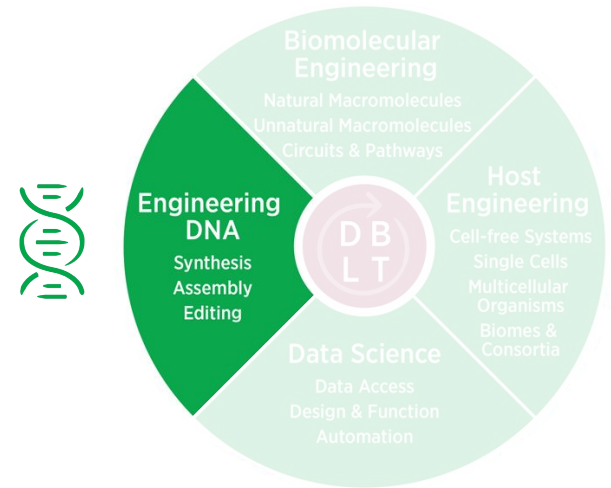 Biomolecular
Engineering
Natural Macromolecules
Unnatural Macromolecules
Circuits & Pathways
Engineering
DNA
Synthesis
Assembly
Editing
D B
L T
Host
Engineering
Cell-free Systems
Single Cells
Multicellular
Organisms
Biomes &
Consortia
Data Science
Data Access
Design & Function
Automation